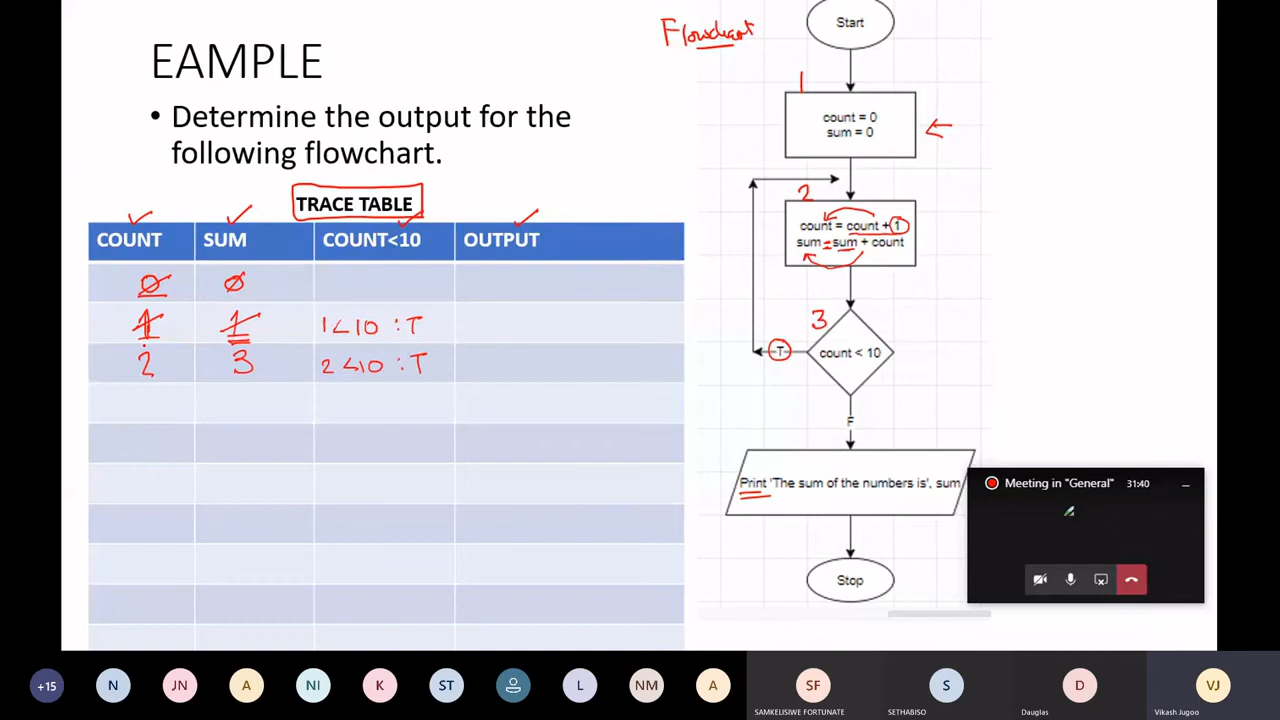 EAMPLE
• Determine the output for the
following flowchart.
TRACE TABLE
COUNT SUM COUNT<10 OUTPUT
0 0
1 1 1<10 : T
2 3 2<10 : T
Flowchart
Start
1
count = 0
sum = 0
2
count = count + 1
sum = sum + count
3
count < 10
T
F
Print 'The sum of the numbers is', sum
Stop
Meeting in "General" 31:40
+15 N JN A NI K ST L NM A SF S D VJ
SAMKELISIWE FORTUNATE SETHABISO Dauglas Vikash Jugoo